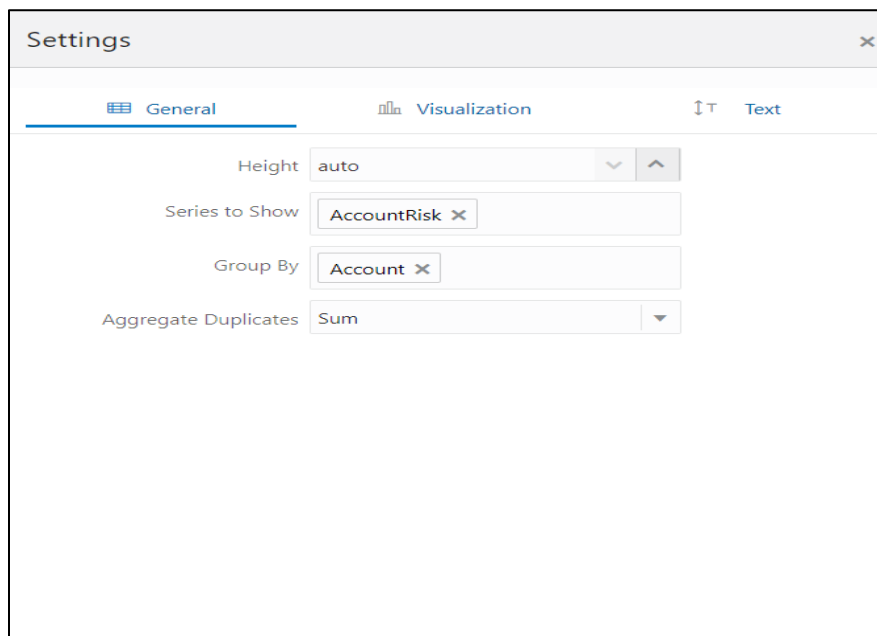 Settings
General Visualization Text
Height auto
Series to Show AccountRisk
Group By Account
Aggregate Duplicates Sum